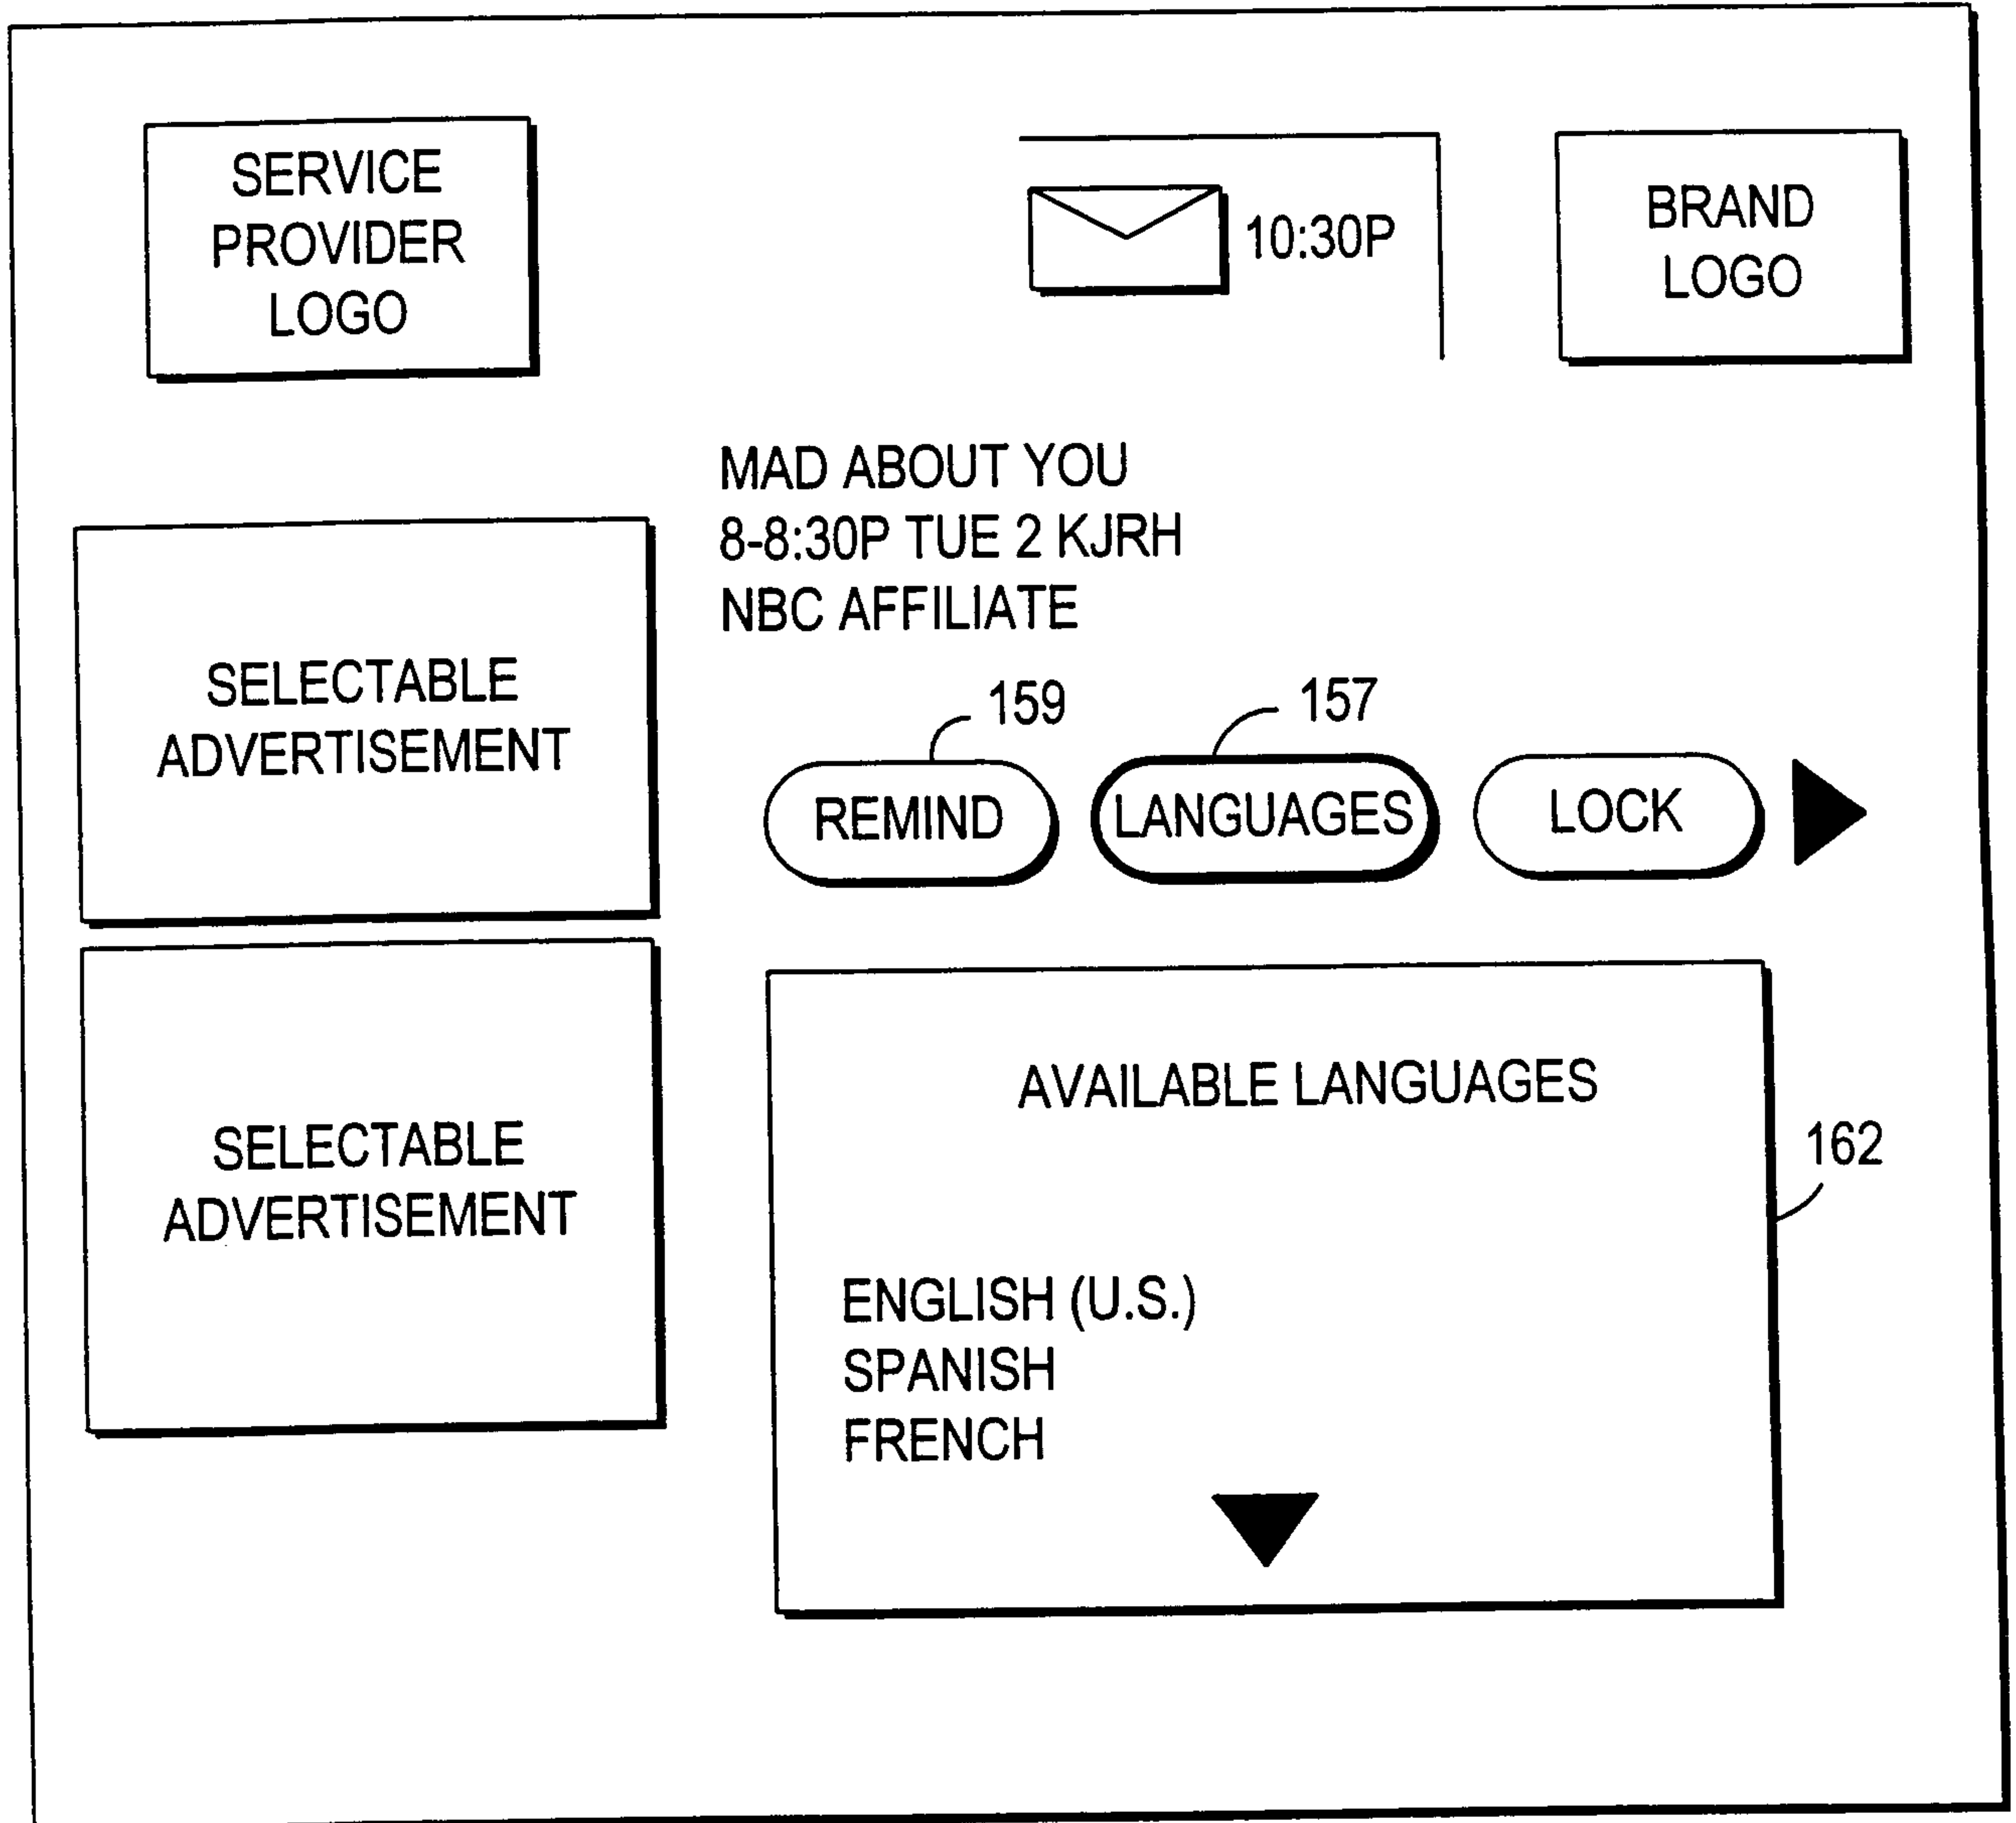 SERVICE
PROVIDER
LOGO
10:30P
BRAND
LOGO
MAD ABOUT YOU
8-8:30P TUE 2 KJRH
NBC AFFILIATE
SELECTABLE
ADVERTISEMENT
159
157
REMIND
LANGUAGES
LOCK
SELECTABLE
ADVERTISEMENT
AVAILABLE LANGUAGES
162
ENGLISH (U.S.)
SPANISH
FRENCH